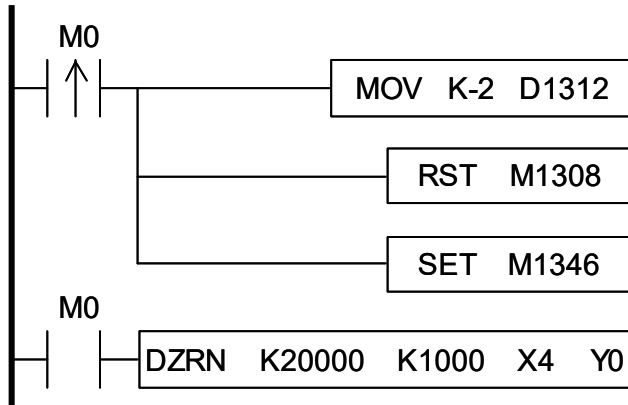 M0
MOV K-2 D1312
RST M1308
SET M1346
M0
DZRN K20000 K1000 X4 Y0